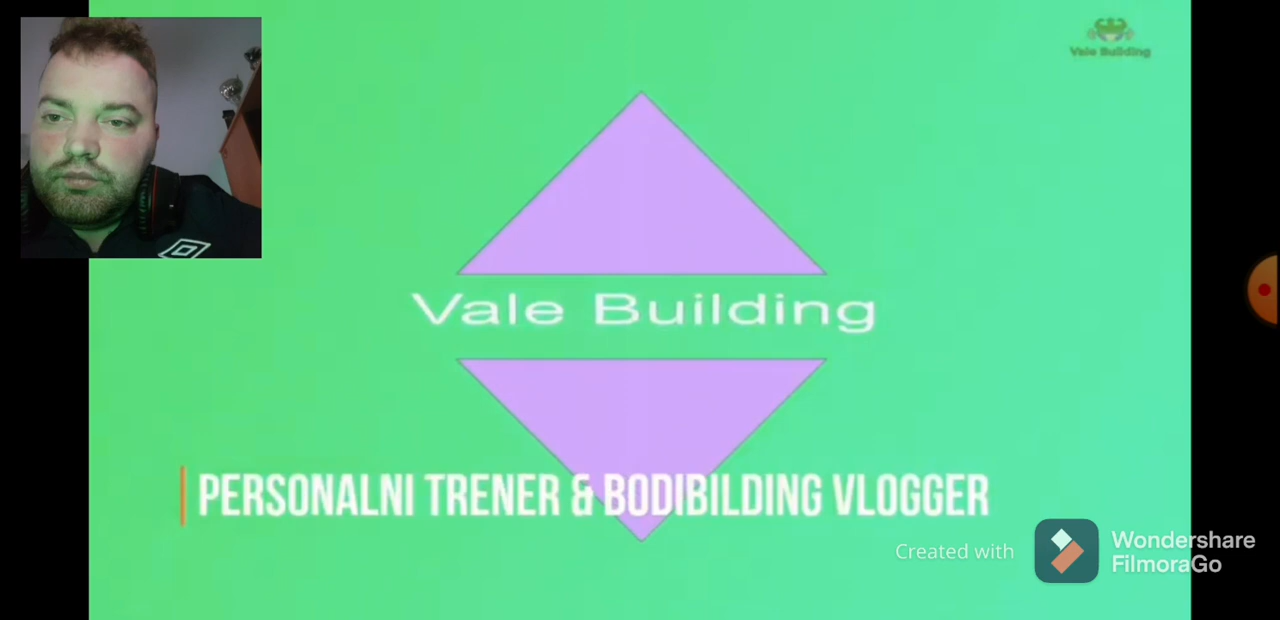 Vale Building
Vale Building
PERSONALNI TRENER & BODIBILDING VLOGGER
Created with
Wondershare
FilmoraGo